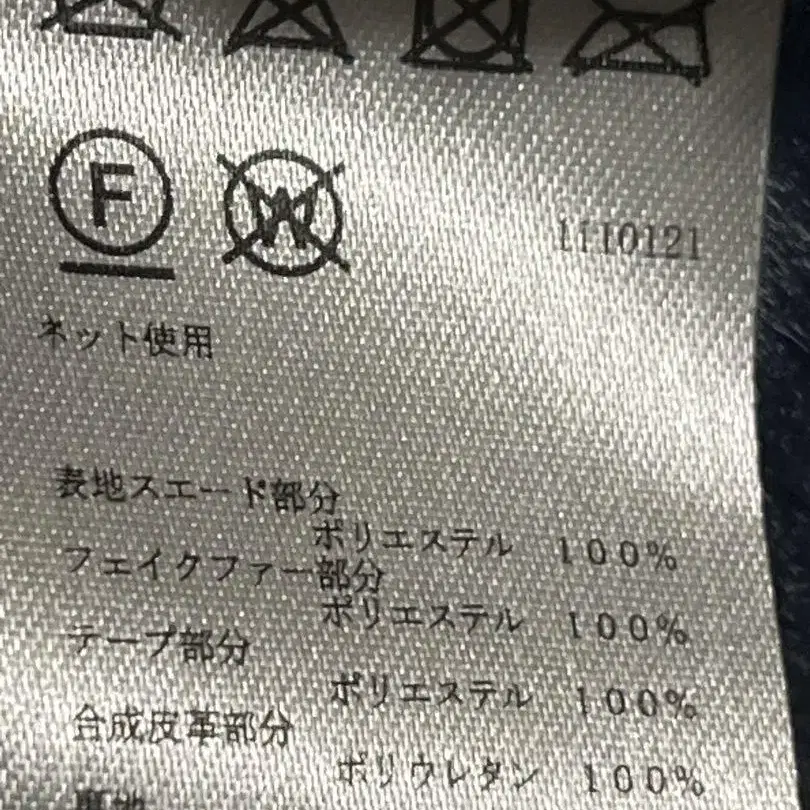 F
W
1110121
ネット使用
表地スエード部分
ポリエステル 100%
フェイクファー部分
ポリエステル 100%
テープ部分
ポリエステル 100%
合成皮革部分
ポリウレタン 100%
裏地